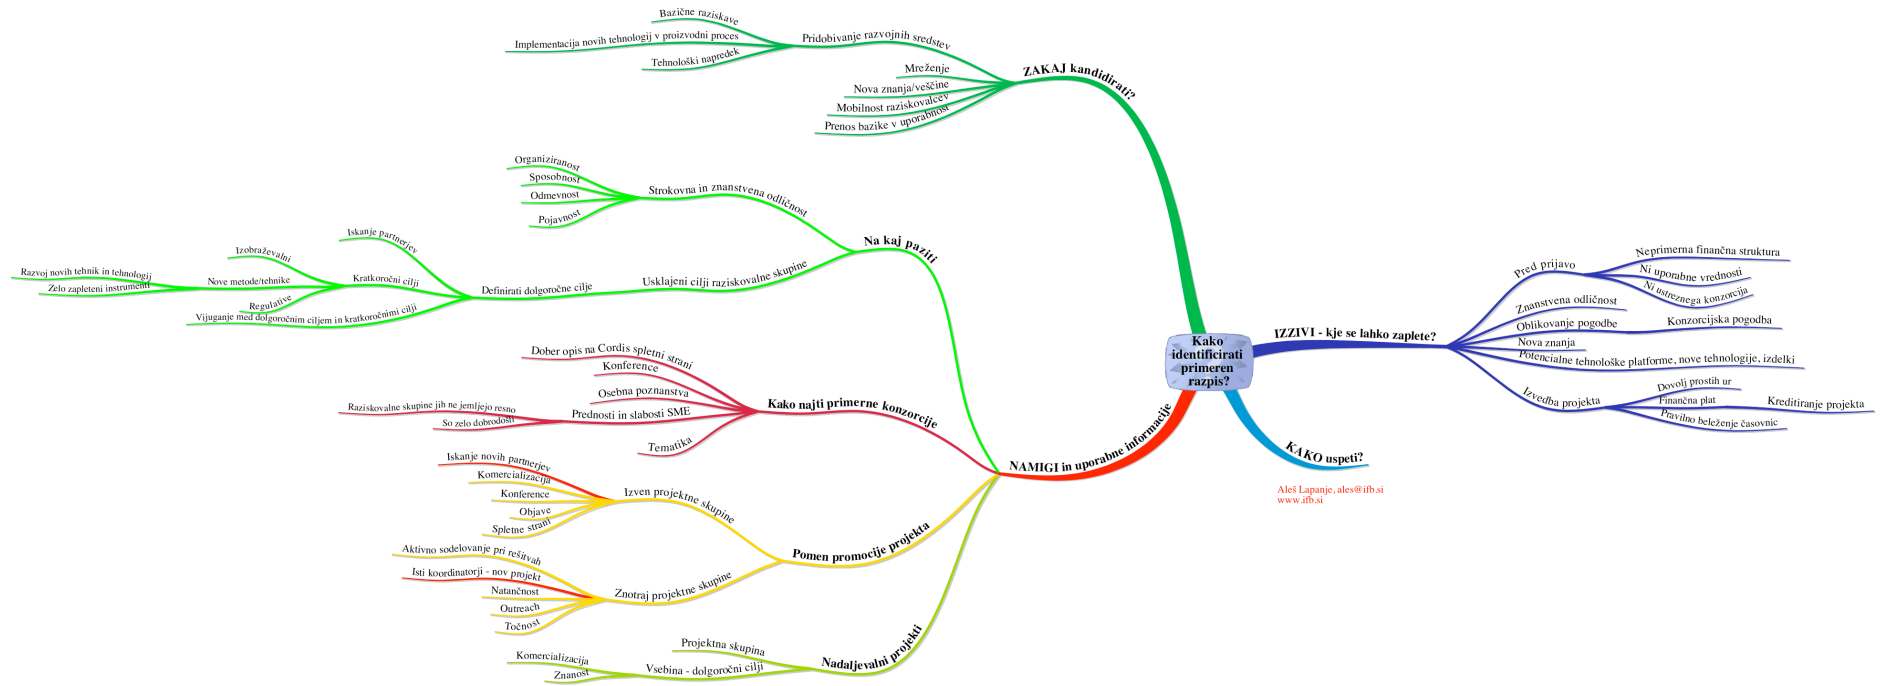 Kako
identificirati
primeren
razpis?
ZAKAJ kandidirati?
Pridobivanje razvojnih sredstev
Bazične raziskave
Implementacija novih tehnologij v proizvodni proces
Tehnološki napredek
Mreženje
Nova znanja/veščine
Mobilnost raziskovalcev
Prenos bazike v uporabnost
IZZIVI - kje se lahko zaplete?
Pred prijavo
Neprimerna finančna struktura
Ni uporabne vrednosti
Ni ustreznega konzorcija
Znanstvena odličnost
Oblikovanje pogodbe
Konzorcijska pogodba
Nova znanja
Potencialne tehnološke platforme, nove tehnologije, izdelki
Izvedba projekta
Dovolj prostih ur
Finančna plat
Kreditiranje projekta
Pravilno beleženje časovnic
KAKO uspeti?
Aleš Lapanje, ales@ifb.si
www.ifb.si
NAMIGI in uporabne informacije
Na kaj paziti
Strokovna in znanstvena odličnost
Organiziranost
Sposobnost
Odmevnost
Pojavnost
Usklajeni cilji raziskovalne skupine
Definirati dolgoročne cilje
Iskanje partnerjev
Kratkoročni cilji
Izobraževalni
Nove metode/tehnike
Razvoj novih tehnik in tehnologij
Zelo zapleteni instrumenti
Regulative
Vijuganje med dolgoročnim ciljem in kratkoročnimi cilji
Kako najti primerne konzorcije
Dober opis na Cordis spletni strani
Konference
Osebna poznanstva
Prednosti in slabosti SME
Raziskovalne skupine jih ne jemljejo resno
So zelo dobrodošli
Tematika
Pomen promocije projekta
Izven projektne skupine
Iskanje novih partnerjev
Komercializacija
Konference
Objave
Spletne strani
Znotraj projektne skupine
Aktivno sodelovanje pri rešitvah
Isti koordinatorji - nov projekt
Natančnost
Outreach
Točnost
Nadaljevalni projekti
Projektna skupina
Vsebina - dolgoročni cilji
Komercializacija
Znanost